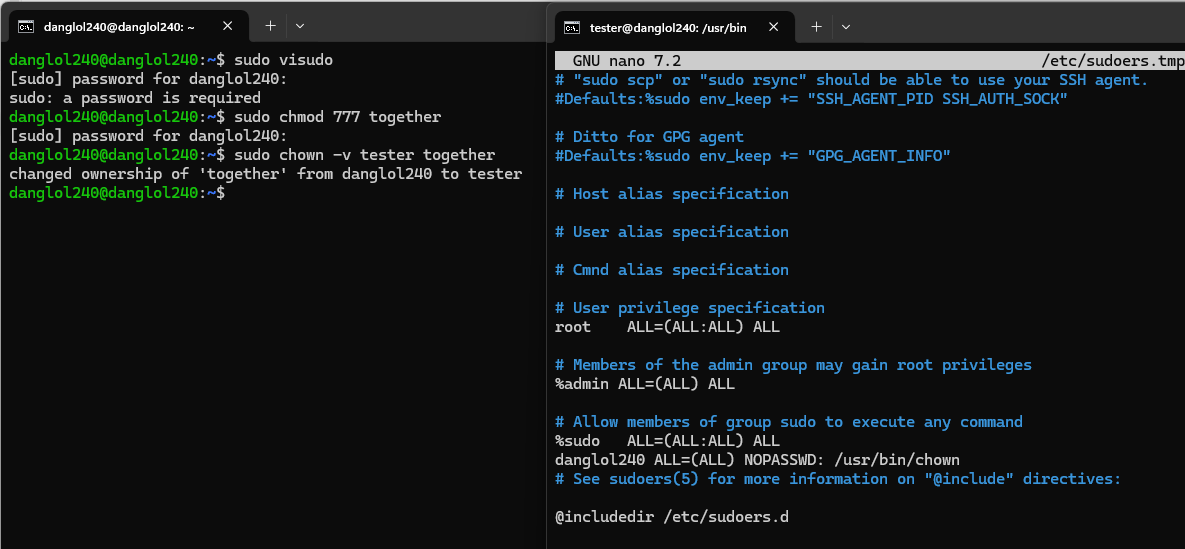 danglol240@danglol240: ~
danglol240@danglol240:~$ sudo visudo
[sudo] password for danglol240:
sudo: a password is required
danglol240@danglol240:~$ sudo chmod 777 together
[sudo] password for danglol240:
danglol240@danglol240:~$ sudo chown -v tester together
changed ownership of 'together' from danglol240 to tester
danglol240@danglol240:~$
tester@danglol240: /usr/bin
GNU nano 7.2 /etc/sudoers.tmp
# "sudo scp" or "sudo rsync" should be able to use your SSH agent.
#Defaults:%sudo env_keep += "SSH_AGENT_PID SSH_AUTH_SOCK"
# Ditto for GPG agent
#Defaults:%sudo env_keep += "GPG_AGENT_INFO"
# Host alias specification
# User alias specification
# Cmnd alias specification
# User privilege specification
root    ALL=(ALL:ALL) ALL
# Members of the admin group may gain root privileges
%admin ALL=(ALL) ALL
# Allow members of group sudo to execute any command
%sudo   ALL=(ALL:ALL) ALL
danglol240 ALL=(ALL) NOPASSWD: /usr/bin/chown
# See sudoers(5) for more information on "@include" directives:
@includedir /etc/sudoers.d